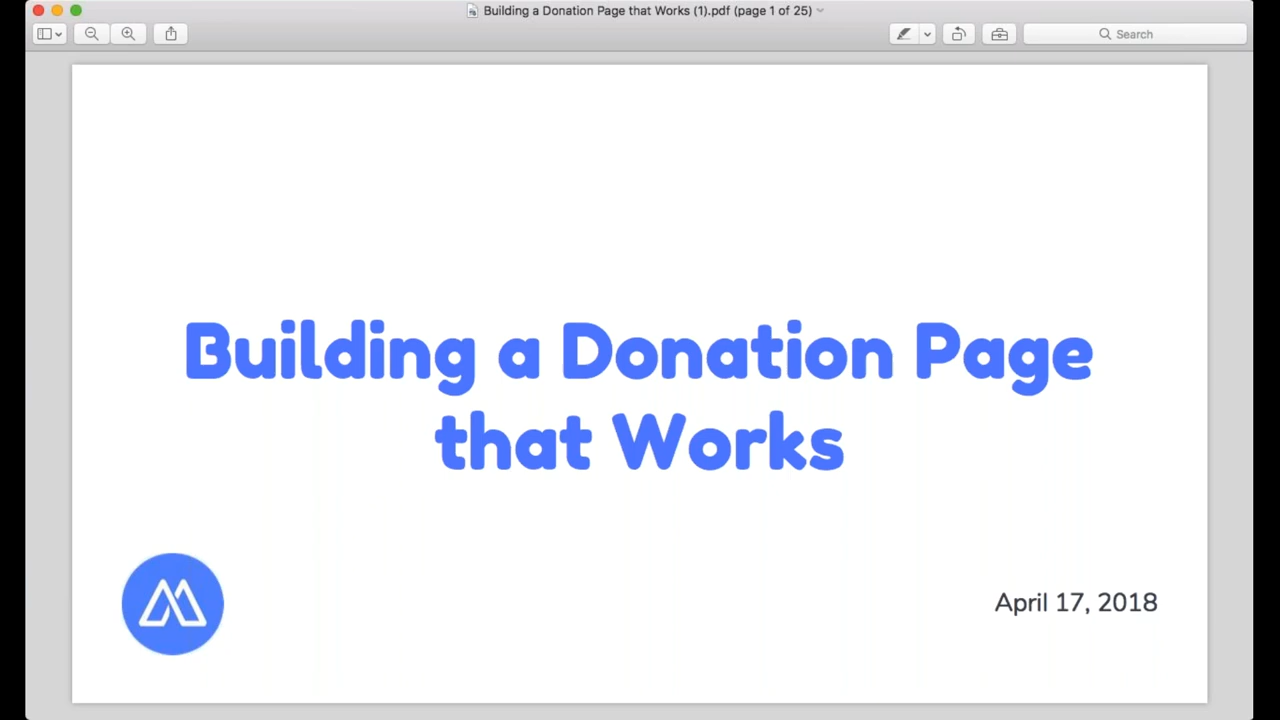 Building a Donation Page that Works (1).pdf (page 1 of 25)
Search
Building a Donation Page
that Works
April 17, 2018